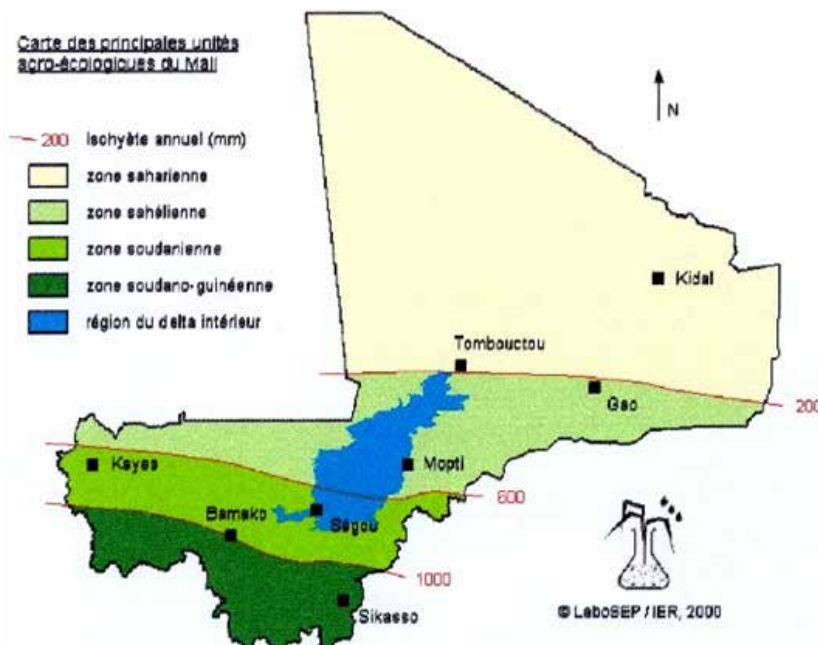 Carte des principales unités
agro-écologiques du Mali
200 Isohyète annuel (mm)
zone saharienne
zone sahélienne
zone soudanienne
zone soudano-guinéenne
région du delta intérieur
N
Kidal
Tombouctou
Gao
200
Kayes
Mopti
600
Bamako
Ségou
1000
Sikasso
© LaboSEP / IER, 2000